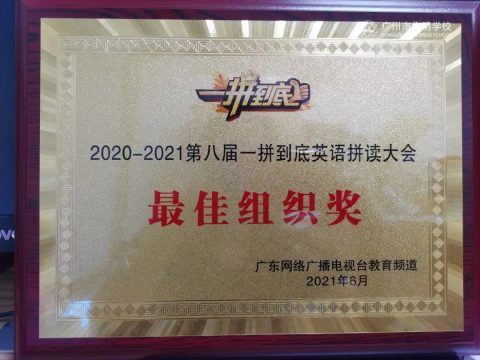 一拼到底
2020-2021第八届一拼到底英语拼读大会
最佳组织奖
广东网络广播电视台教育频道
2021年6月